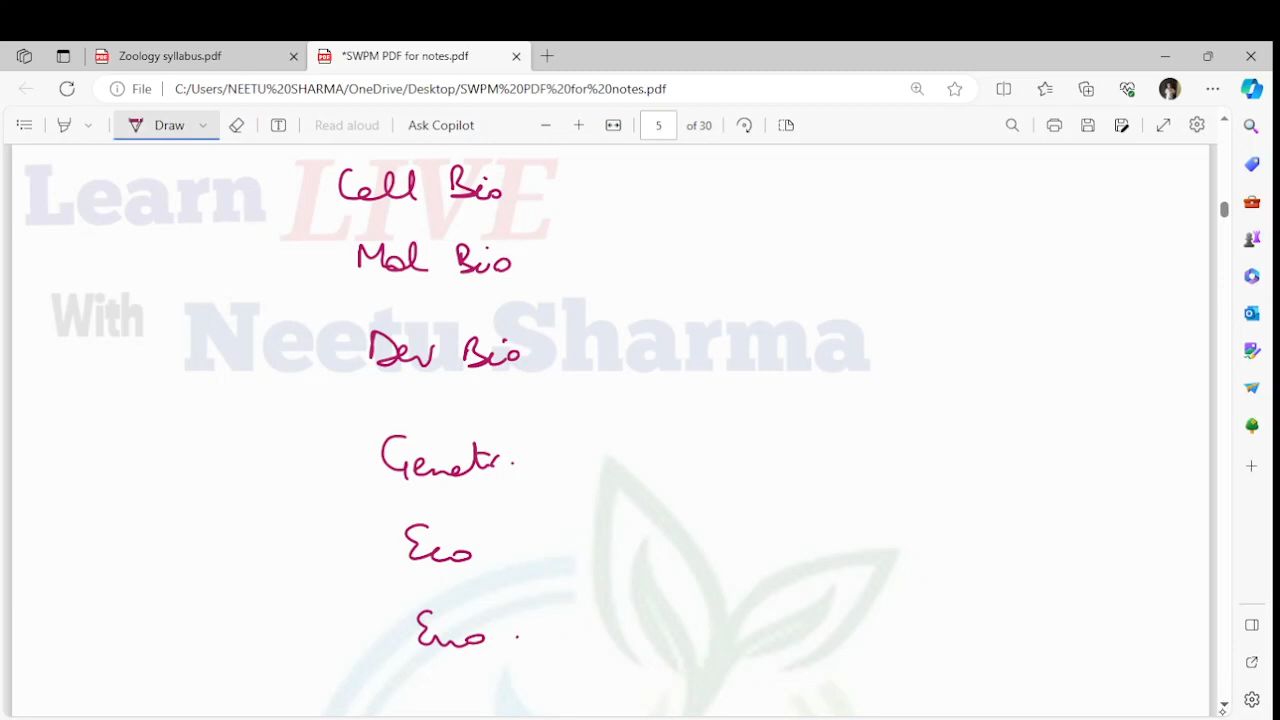 Zoology syllabus.pdf
*SWPM PDF for notes.pdf
File
C:/Users/NEETU%20SHARMA/OneDrive/Desktop/SWPM%20PDF%20for%20notes.pdf
Draw
Read aloud
Ask Copilot
5 of 30
Learn LIVE
With Neetu Sharma
Cell Bio
Mol Bio
Dev Bio
Eco